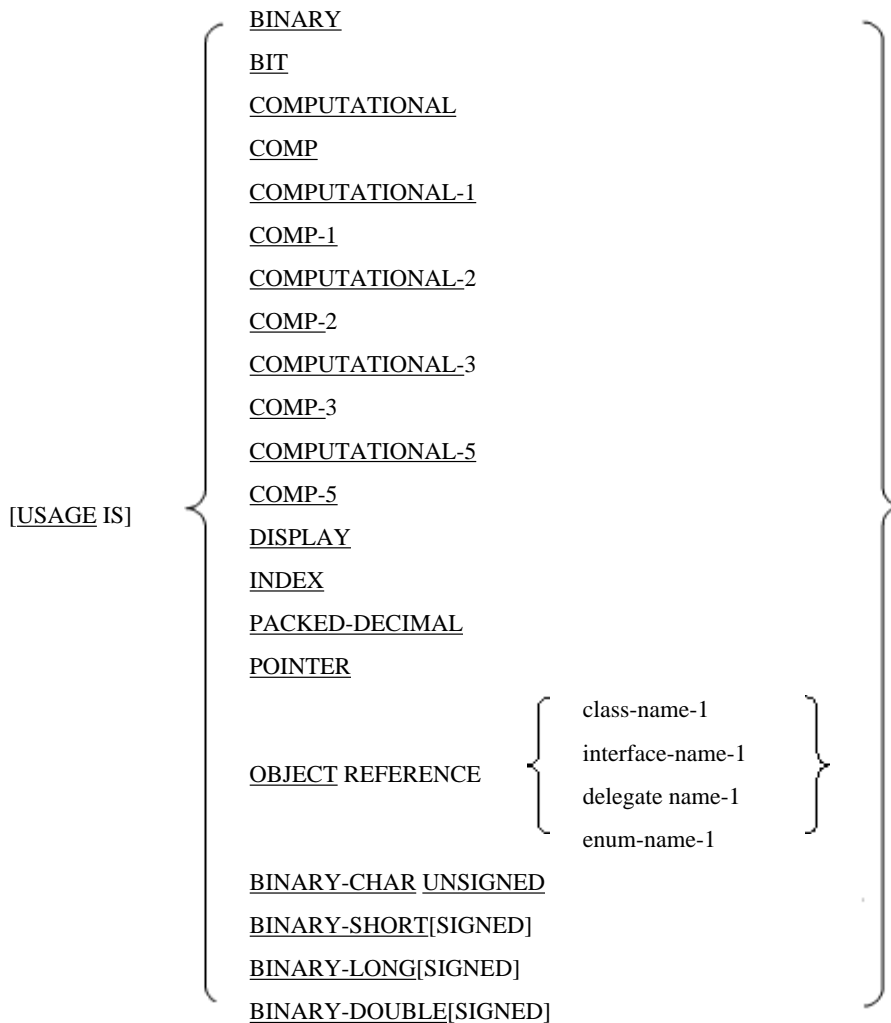 BINARY
BIT
COMPUTATIONAL
COMP
COMPUTATIONAL-1
COMP-1
COMPUTATIONAL-2
COMP-2
COMPUTATIONAL-3
COMP-3
COMPUTATIONAL-5
COMP-5
[USAGE IS]
DISPLAY
INDEX
PACKED-DECIMAL
POINTER
OBJECT REFERENCE
class-name-1
interface-name-1
delegate name-1
enum-name-1
BINARY-CHAR UNSIGNED
BINARY-SHORT[SIGNED]
BINARY-LONG[SIGNED]
BINARY-DOUBLE[SIGNED]